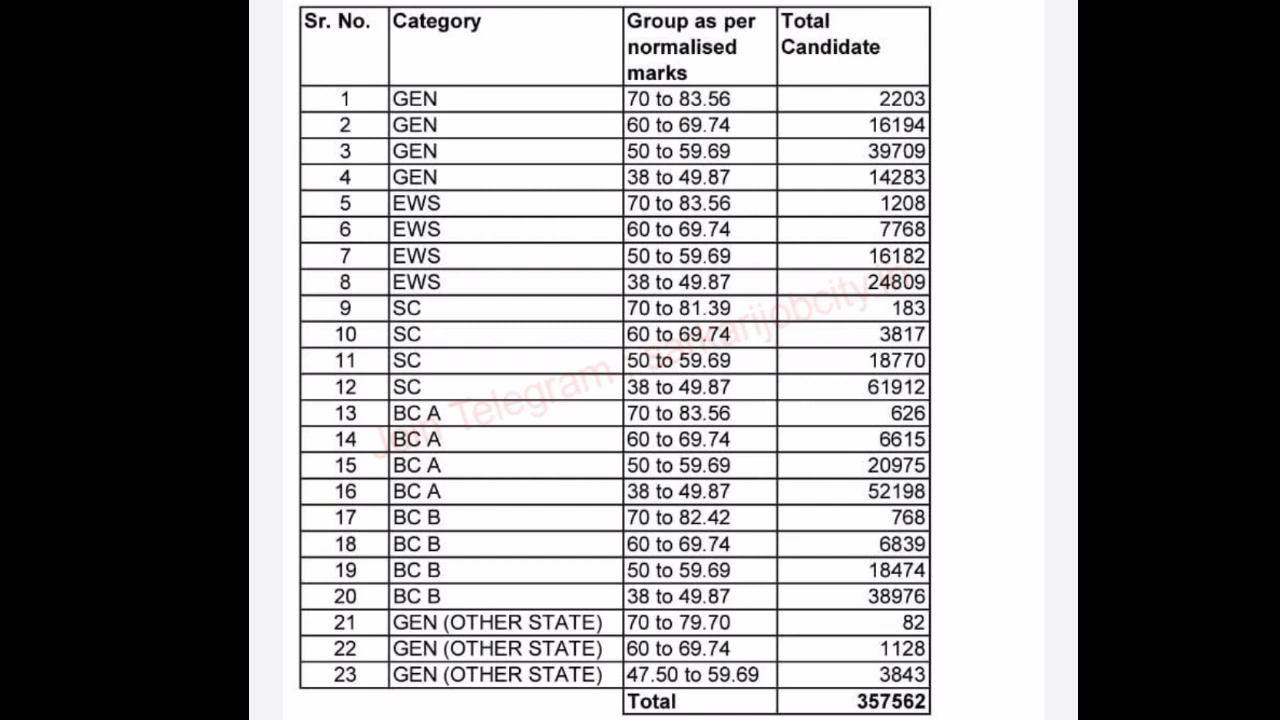 Sr. No. Category Group as per normalised marks Total Candidate
1 GEN 70 to 83.56 2203
2 GEN 60 to 69.74 16194
3 GEN 50 to 59.69 39709
4 GEN 38 to 49.87 14283
5 EWS 70 to 83.56 1208
6 EWS 60 to 69.74 7768
7 EWS 50 to 59.69 16182
8 EWS 38 to 49.87 24809
9 SC 70 to 81.39 183
10 SC 60 to 69.74 3817
11 SC 50 to 59.69 18770
12 SC 38 to 49.87 61912
13 BC A 70 to 83.56 626
14 BC A 60 to 69.74 6615
15 BC A 50 to 59.69 20975
16 BC A 38 to 49.87 52198
17 BC B 70 to 82.42 768
18 BC B 60 to 69.74 6839
19 BC B 50 to 59.69 18474
20 BC B 38 to 49.87 38976
21 GEN (OTHER STATE) 70 to 79.70 82
22 GEN (OTHER STATE) 60 to 69.74 1128
23 GEN (OTHER STATE) 47.50 to 59.69 3843
Total 357562
Join Telegram : sarkarijobcity.in